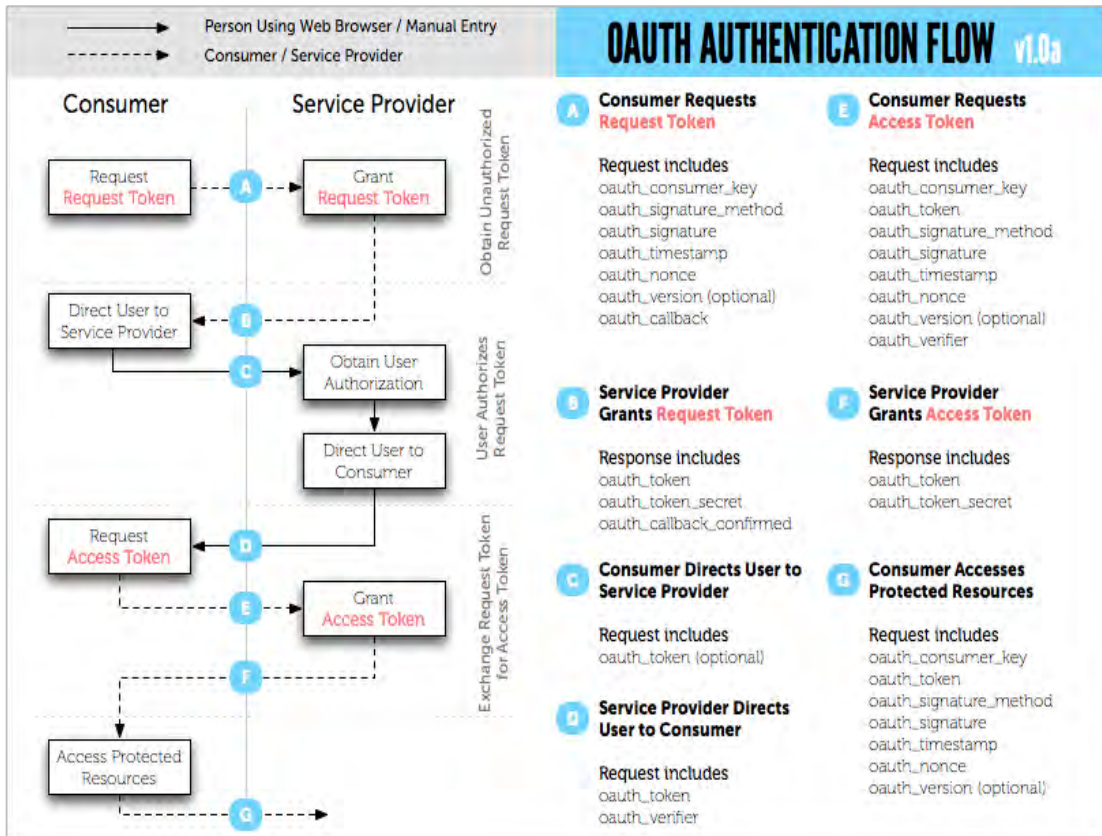 Person Using Web Browser / Manual Entry
Consumer / Service Provider
OAUTH AUTHENTICATION FLOW v1.0a
Consumer
Service Provider
Request
Request Token
A
Grant
Request Token
Obtain Unauthorized
Request Token
Direct User to
Service Provider
B
C
Obtain User
Authorization
Direct User to
Consumer
User Authorizes
Request Token
Request
Access Token
D
E
Grant
Access Token
F
Exchange Request Token
for Access Token
Access Protected
Resources
G
A
Consumer Requests
Request Token
Request includes
oauth_consumer_key
oauth_signature_method
oauth_signature
oauth_timestamp
oauth_nonce
oauth_version (optional)
oauth_callback
B
Service Provider
Grants Request Token
Response includes
oauth_token
oauth_token_secret
oauth_callback_confirmed
C
Consumer Directs User to
Service Provider
Request includes
oauth_token (optional)
D
Service Provider Directs
User to Consumer
Request includes
oauth_token
oauth_verifier
E
Consumer Requests
Access Token
Request includes
oauth_consumer_key
oauth_token
oauth_signature_method
oauth_signature
oauth_timestamp
oauth_nonce
oauth_version (optional)
oauth_verifier
F
Service Provider
Grants Access Token
Response includes
oauth_token
oauth_token_secret
G
Consumer Accesses
Protected Resources
Request includes
oauth_consumer_key
oauth_token
oauth_signature_method
oauth_signature
oauth_timestamp
oauth_nonce
oauth_version (optional)